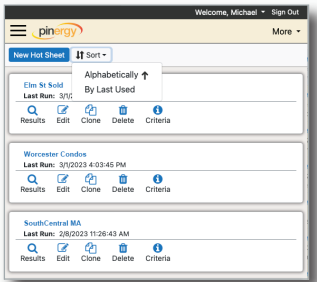 Welcome, Michael Sign Out
pinergy More
New Hot Sheet Sort
Alphabetically
By Last Used
Elm St Sold
Last Run: 3/1/2
Results Edit Clone Delete Criteria
Worcester Condos
Last Run: 3/1/2023 4:03:45 PM
Results Edit Clone Delete Criteria
SouthCentral MA
Last Run: 2/8/2023 11:26:43 AM
Results Edit Clone Delete Criteria